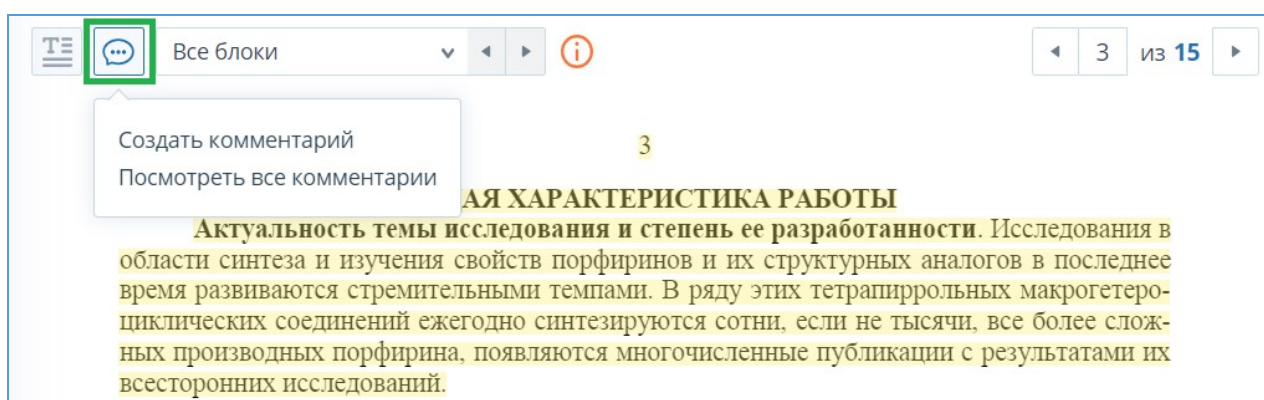 Все блоки
3 из 15
Создать комментарий
Посмотреть все комментарии
3
АЯ ХАРАКТЕРИСТИКА РАБОТЫ
Актуальность темы исследования и степень ее разработанности. Исследования в
области синтеза и изучения свойств порфиринов и их структурных аналогов в последнее
время развиваются стремительными темпами. В ряду этих тетрапиррольных макрогетеро-
циклических соединений ежегодно синтезируются сотни, если не тысячи, все более слож-
ных производных порфирина, появляются многочисленные публикации с результатами их
всесторонних исследований.